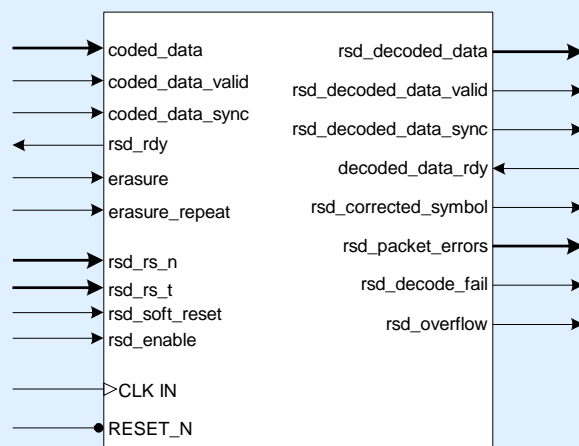 coded_data
coded_data_valid
coded_data_sync
rsd_rdy
erasure
erasure_repeat
rsd_rs_n
rsd_rs_t
rsd_soft_reset
rsd_enable
CLK IN
RESET_N
rsd_decoded_data
rsd_decoded_data_valid
rsd_decoded_data_sync
decoded_data_rdy
rsd_corrected_symbol
rsd_packet_errors
rsd_decode_fail
rsd_overflow